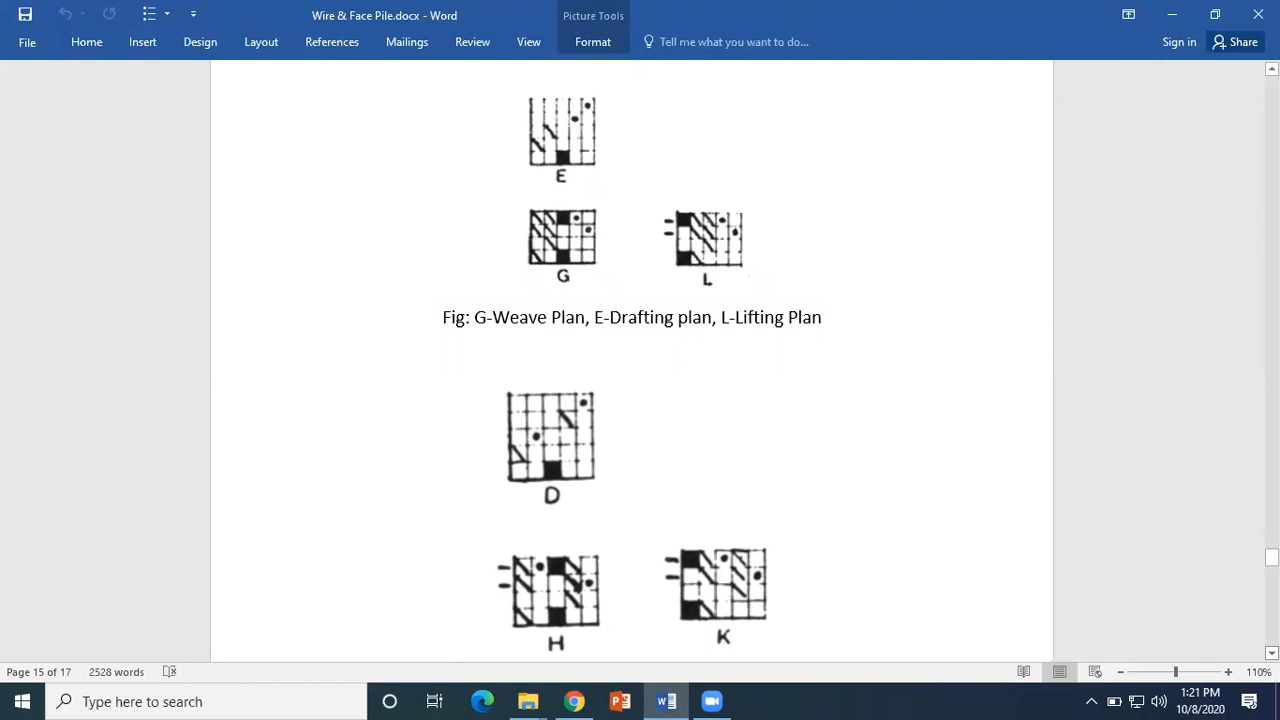 Wire & Face Pile.docx - Word
Picture Tools
File Home Insert Design Layout References Mailings Review View Format Tell me what you want to do... Sign in Share
E
G L
Fig: G-Weave Plan, E-Drafting plan, L-Lifting Plan
D
H K
Page 15 of 17 2528 words 110%
Type here to search
1:21 PM
10/8/2020